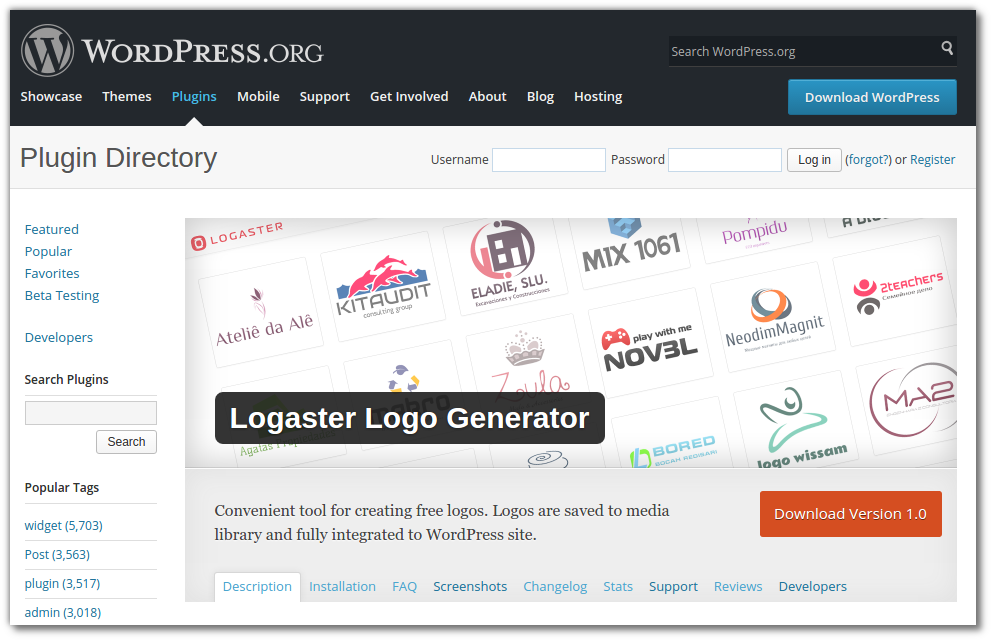 WORDPRESS.ORG
Search WordPress.org
Showcase Themes Plugins Mobile Support Get Involved About Blog Hosting
Download WordPress
Plugin Directory
Username Password Log in (forgot?) or Register
Featured
Popular
Favorites
Beta Testing
Developers
Search Plugins
Search
Popular Tags
widget (5,703)
Post (3,563)
plugin (3,517)
admin (3,018)
LOGASTER
Ateliê da Alê
KITAUDIT
consulting group
ELADIE, SLU.
Excavaciones y Construcciones
MIX 1061
Pompidu
2teachers
Семейное дело
play with me
NOV3L
NeodimMagnit
Zoula
MA2
BORED
BOCAH REDISARI
logo wissam
Logaster Logo Generator
Convenient tool for creating free logos. Logos are saved to media
library and fully integrated to WordPress site.
Download Version 1.0
Description Installation FAQ Screenshots Changelog Stats Support Reviews Developers